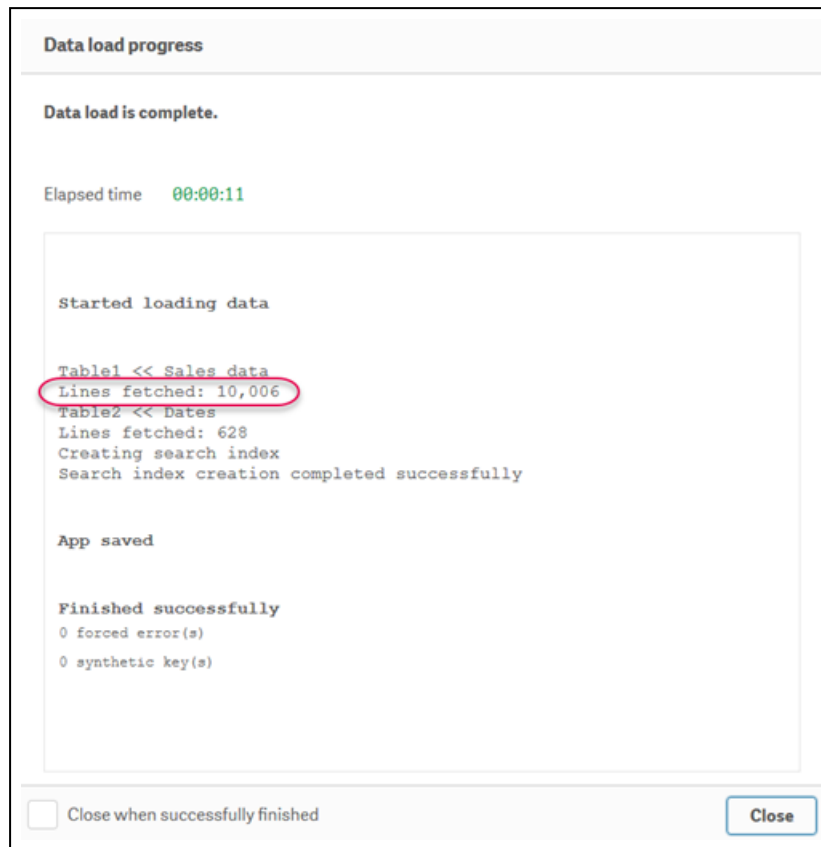 Data load progress
Data load is complete.
Elapsed time 00:00:11
Started loading data
Table1 << Sales data
Lines fetched: 10,006
Table2 << Dates
Lines fetched: 628
Creating search index
Search index creation completed successfully
App saved
Finished successfully
0 forced error(s)
0 synthetic key(s)
Close when successfully finished
Close